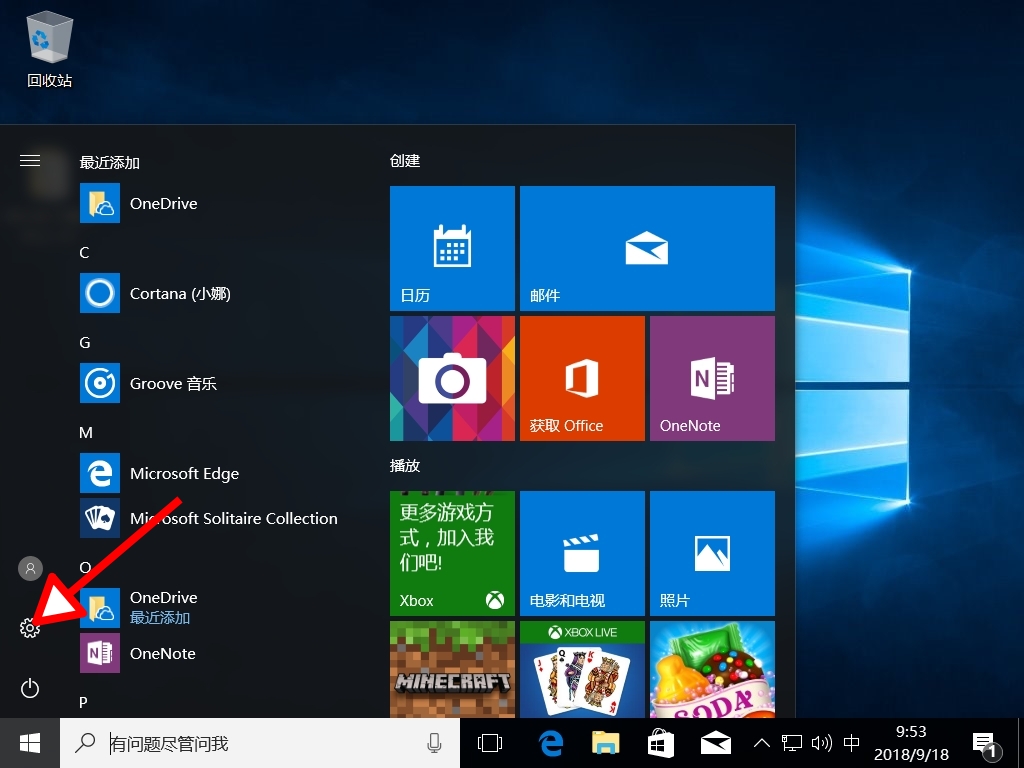 回收站
最近添加
OneDrive
C
Cortana (小娜)
G
Groove 音乐
M
Microsoft Edge
Microsoft Solitaire Collection
O
OneDrive
最近添加
OneNote
P
创建
日历
邮件
获取 Office
OneNote
播放
更多游戏方
式，加入我
们吧!
Xbox
电影和电视
照片
MINECRAFT
XBOX LIVE
J
Q
K
K
SODA
有问题尽管问我
中
9:53
2018/9/18
1